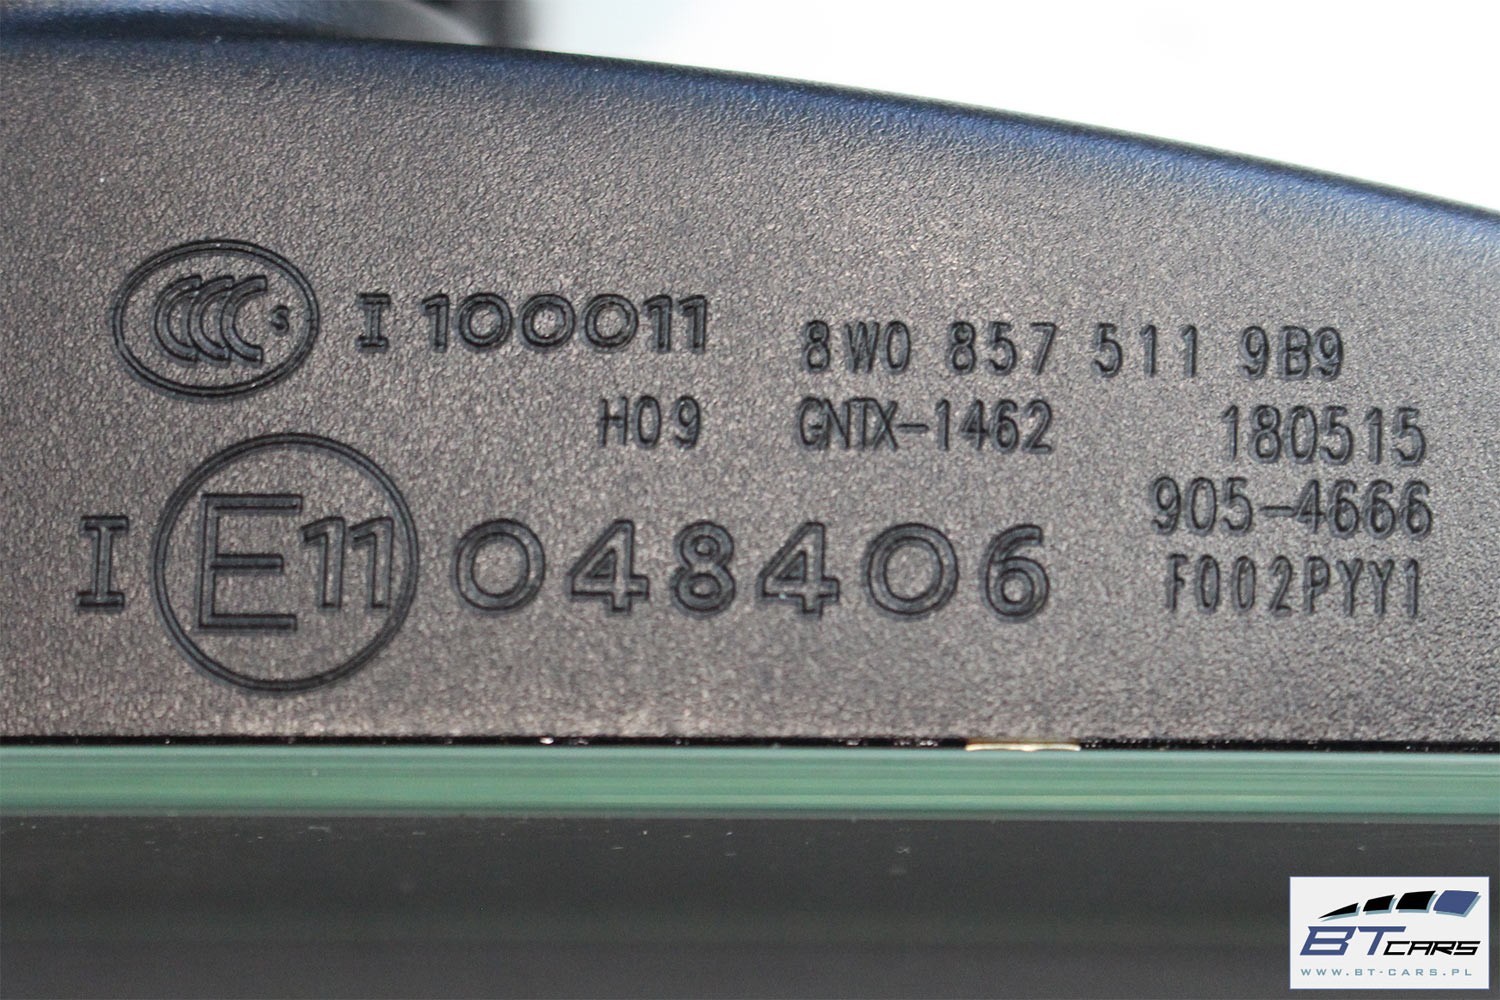 CCC S I 100011
8W0 857 511 9B9
H09 GNTX-1462 180515
905-4666
I E11 048406
F002PYY1
BT CARS
WWW.BT-CARS.PL